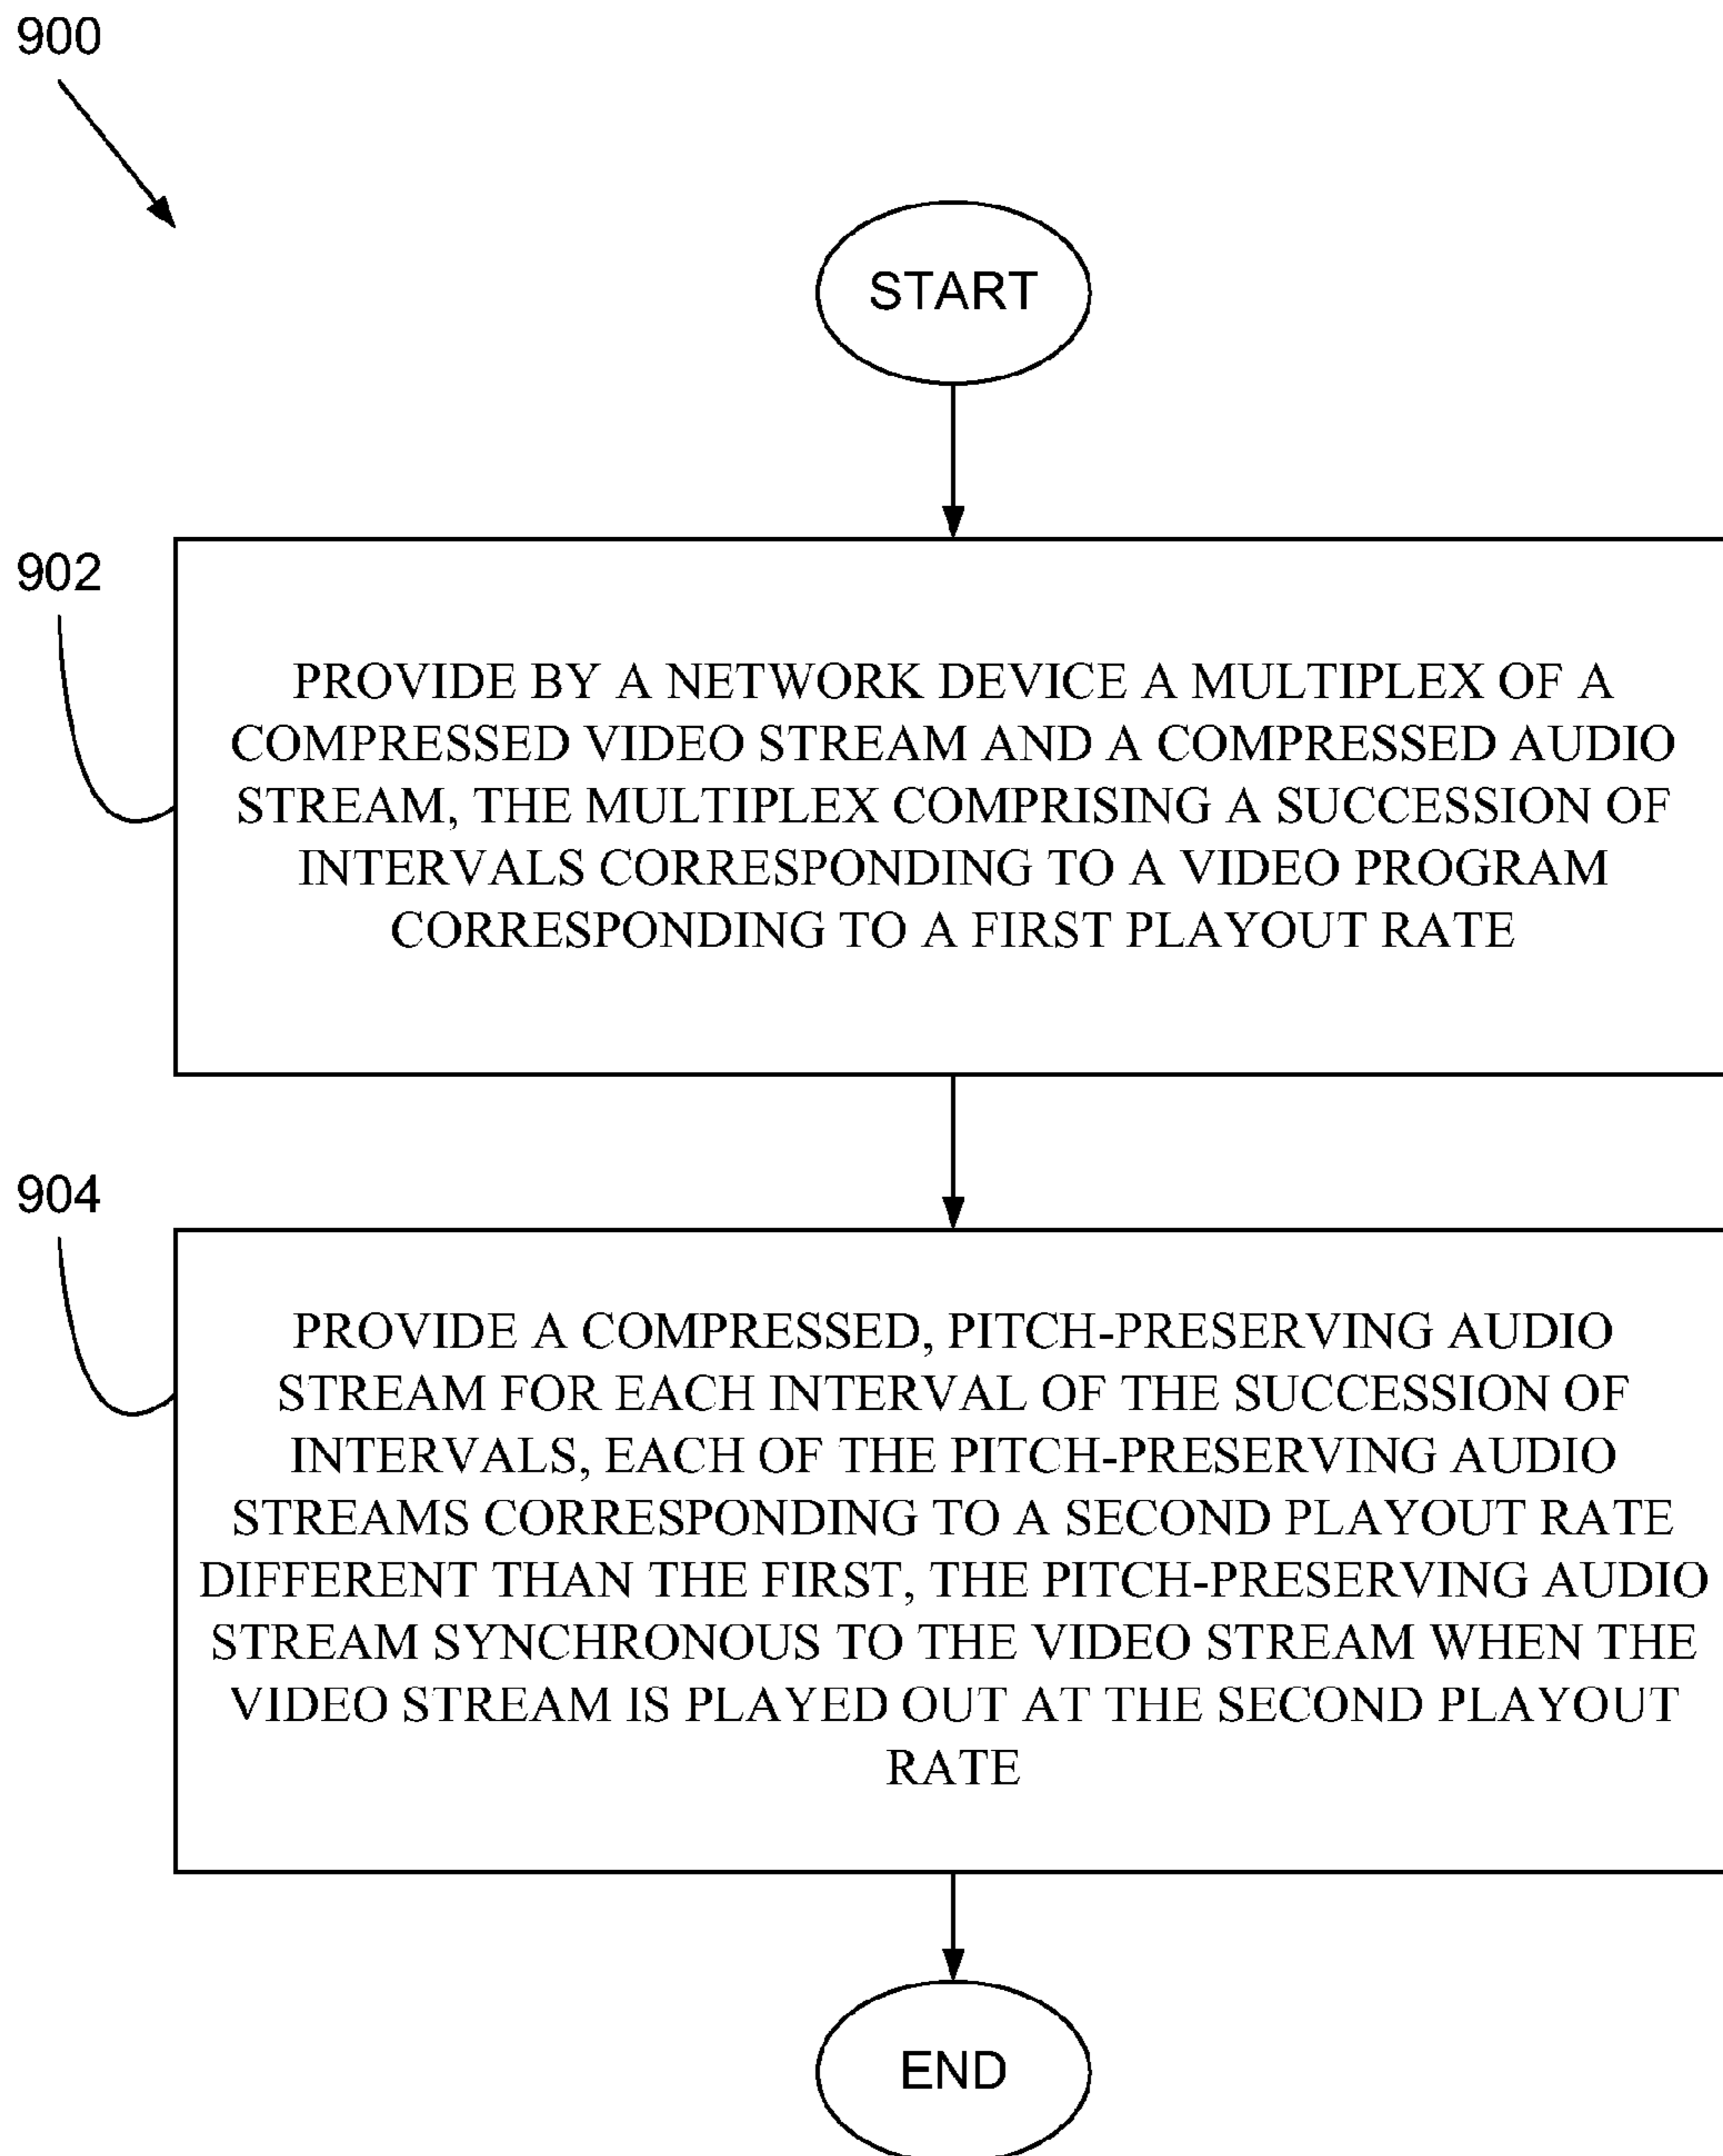 900
START
902
PROVIDE BY A NETWORK DEVICE A MULTIPLEX OF A
COMPRESSED VIDEO STREAM AND A COMPRESSED AUDIO
STREAM, THE MULTIPLEX COMPRISING A SUCCESSION OF
INTERVALS CORRESPONDING TO A VIDEO PROGRAM
CORRESPONDING TO A FIRST PLAYOUT RATE
904
PROVIDE A COMPRESSED, PITCH-PRESERVING AUDIO
STREAM FOR EACH INTERVAL OF THE SUCCESSION OF
INTERVALS, EACH OF THE PITCH-PRESERVING AUDIO
STREAMS CORRESPONDING TO A SECOND PLAYOUT RATE
DIFFERENT THAN THE FIRST, THE PITCH-PRESERVING AUDIO
STREAM SYNCHRONOUS TO THE VIDEO STREAM WHEN THE
VIDEO STREAM IS PLAYED OUT AT THE SECOND PLAYOUT
RATE
END